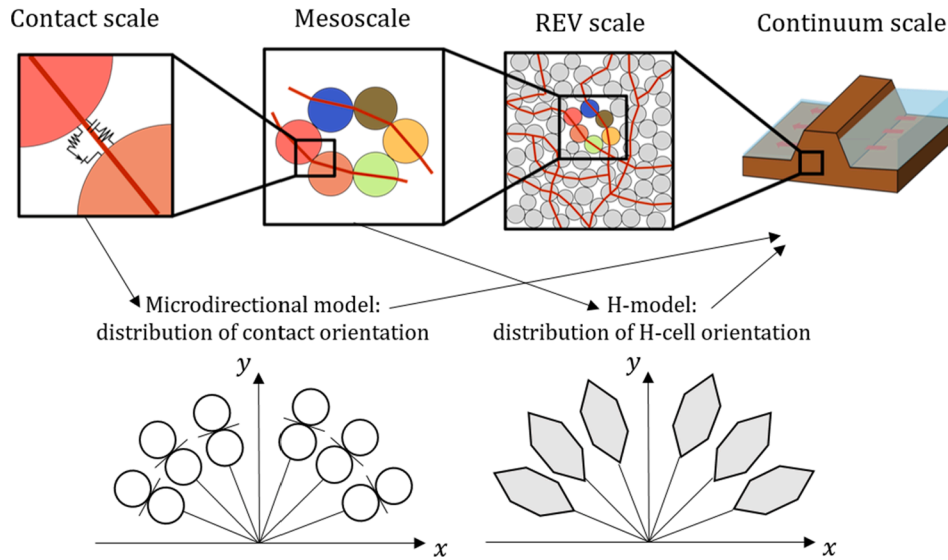 Contact scale
Mesoscale
REV scale
Continuum scale
Microdirectional model:
distribution of contact orientation
H-model:
distribution of H-cell orientation
y
x
y
x